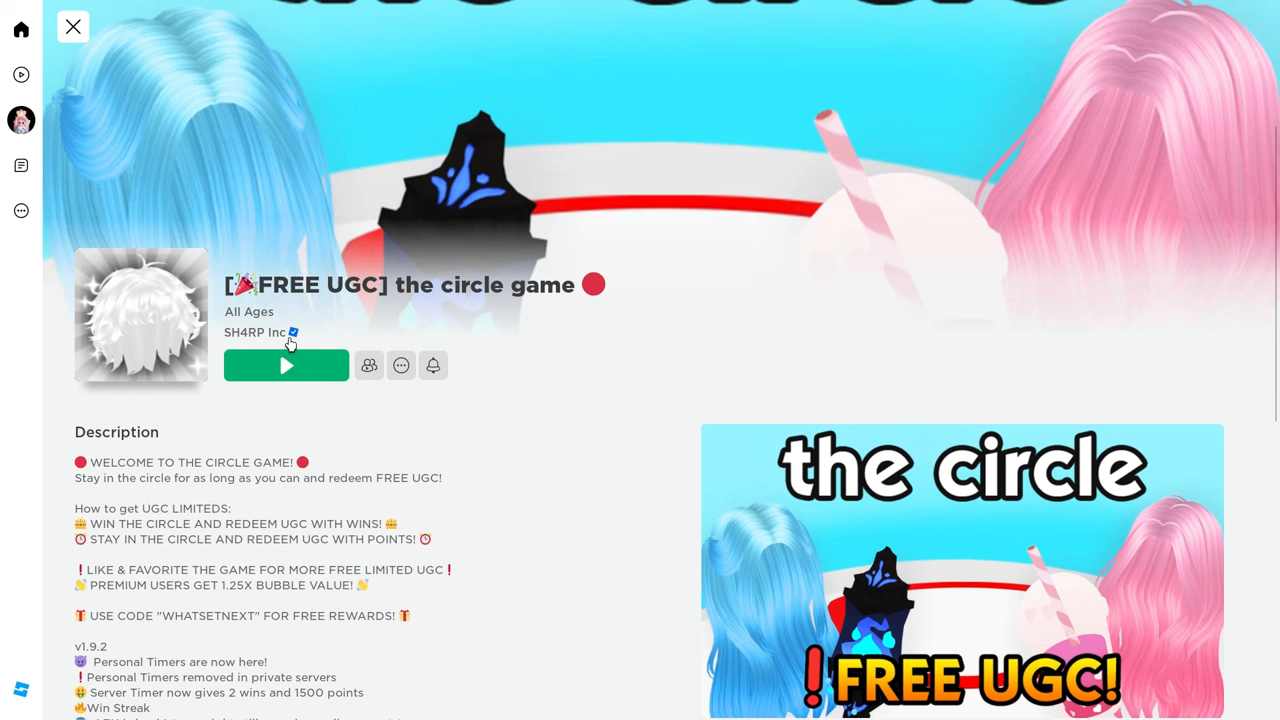 [🎉FREE UGC] the circle game 🔴
All Ages
SH4RP Inc
Description
🔴 WELCOME TO THE CIRCLE GAME! 🔴
Stay in the circle for as long as you can and redeem FREE UGC!
How to get UGC LIMITEDS:
👑 WIN THE CIRCLE AND REDEEM UGC WITH WINS! 👑
⏰ STAY IN THE CIRCLE AND REDEEM UGC WITH POINTS! ⏰
❗LIKE & FAVORITE THE GAME FOR MORE FREE LIMITED UGC❗
👏 PREMIUM USERS GET 1.25X BUBBLE VALUE! 👏
🎁 USE CODE "WHATSETNEXT" FOR FREE REWARDS! 🎁
v1.9.2
😈 Personal Timers are now here!
❗Personal Timers removed in private servers
🤑 Server Timer now gives 2 wins and 1500 points
🔥Win Streak
the circle
❗FREE UGC!